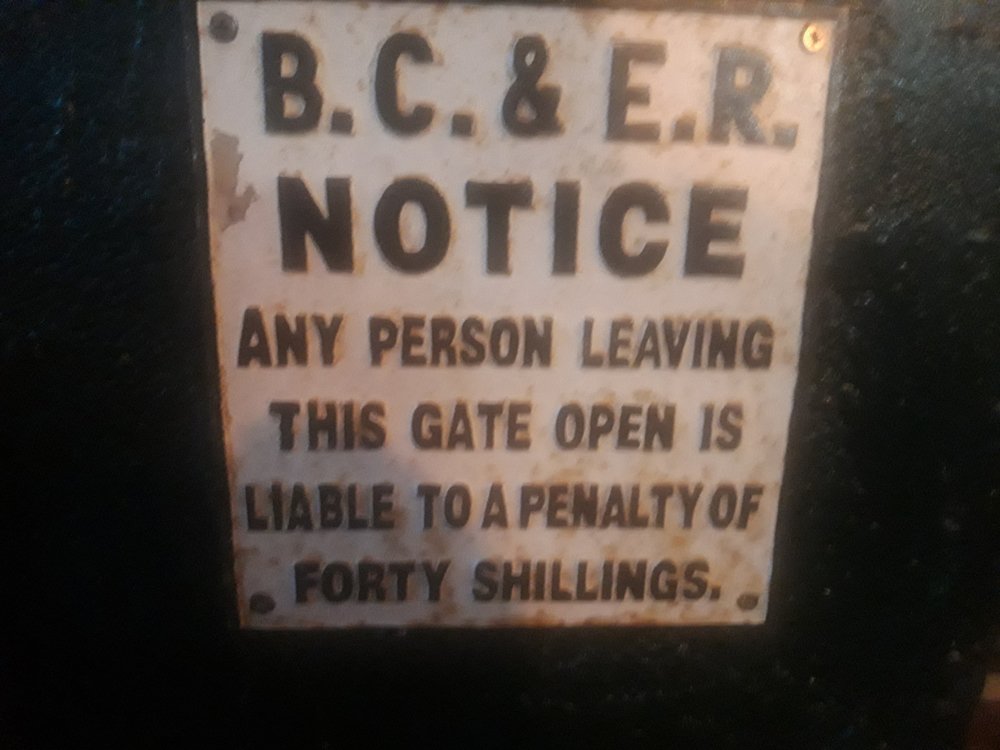 B.C.&E.R.
NOTICE
ANY PERSON LEAVING
THIS GATE OPEN IS
LIABLE TO A PENALTY OF
FORTY SHILLINGS.